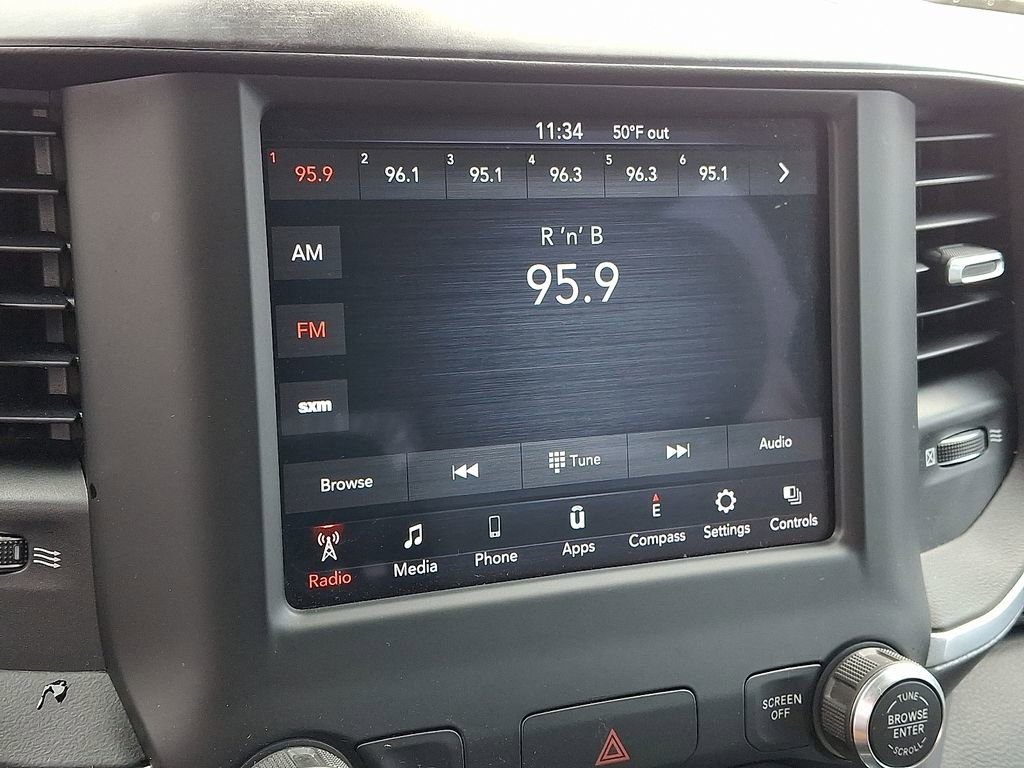 11:34 50°F out
1 95.9 2 96.1 3 95.1 4 96.3 5 96.3 6 95.1
R 'n' B
95.9
AM
FM
sxm
Browse Tune Audio
Radio Media Phone Apps E Compass Settings Controls
SCREEN
OFF
TUNE
BROWSE
ENTER
SCROLL